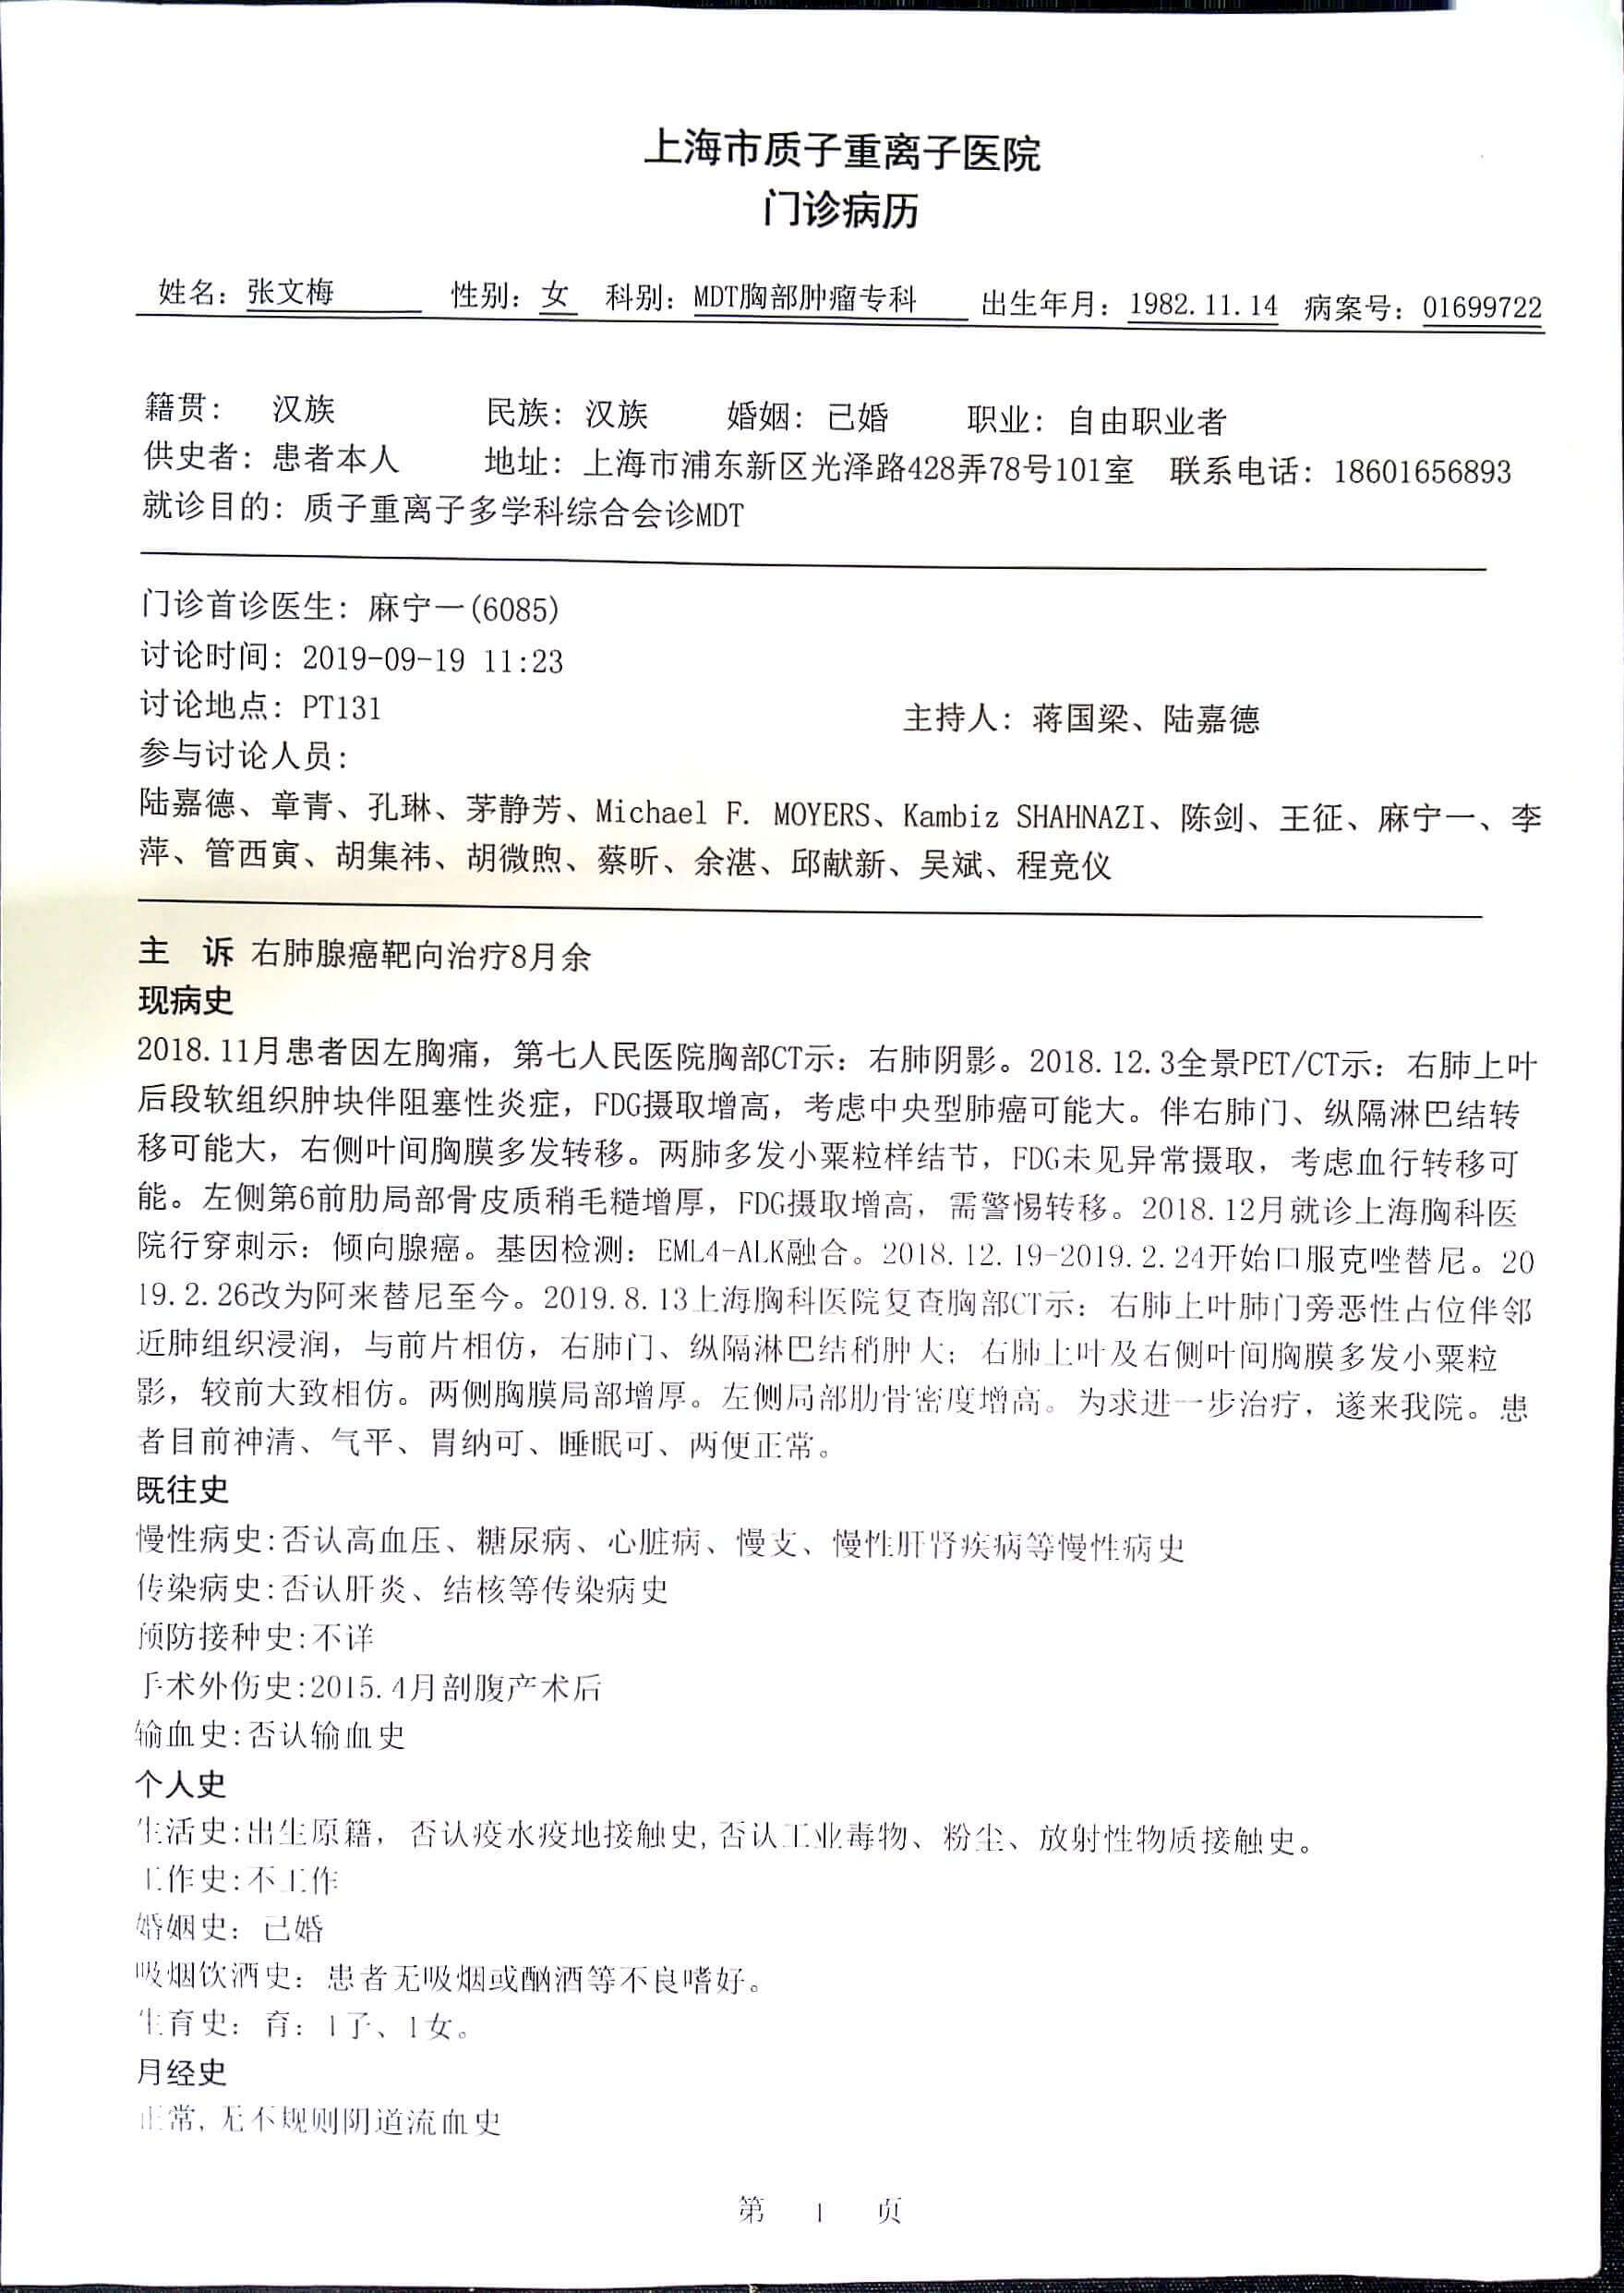 上海市质子重离子医院
门诊病历
姓名：张文梅 性别：女 科别：MDT胸部肿瘤专科 出生年月：1982.11.14 病案号：01699722
籍贯： 汉族 民族：汉族 婚姻：已婚 职业：自由职业者
供史者：患者本人 地址：上海市浦东新区光泽路428弄78号101室 联系电话：18601656893
就诊目的：质子重离子多学科综合会诊MDT
门诊首诊医生：麻宁一(6085)
讨论时间：2019-09-19 11:23
讨论地点：PT131 主持人：蒋国梁、陆嘉德
参与讨论人员：
陆嘉德、章青、孔琳、茅静芳、Michael F. MOYERS、Kambiz SHAHNAZI、陈剑、王征、麻宁一、李
萍、管西寅、胡集祎、胡微煦、蔡昕、余湛、邱献新、吴斌、程竞仪
主 诉 右肺腺癌靶向治疗8月余
现病史
2018.11月患者因左胸痛，第七人民医院胸部CT示：右肺阴影。2018.12.3全景PET/CT示：右肺上叶
后段软组织肿块伴阻塞性炎症，FDG摄取增高，考虑中央型肺癌可能大。伴右肺门、纵隔淋巴结转
移可能大，右侧叶间胸膜多发转移。两肺多发小粟粒样结节，FDG未见异常摄取，考虑血行转移可
能。左侧第6前肋局部骨皮质稍毛糙增厚，FDG摄取增高，需警惕转移。2018.12月就诊上海胸科医
院行穿刺示：倾向腺癌。基因检测：EML4-ALK融合。2018.12.19-2019.2.24开始口服克唑替尼。20
19.2.26改为阿来替尼至今。2019.8.13上海胸科医院复查胸部CT示：右肺上叶肺门旁恶性占位伴邻
近肺组织浸润，与前片相仿，右肺门、纵隔淋巴结稍肿大；右肺上叶及右侧叶间胸膜多发小粟粒
影，较前大致相仿。两侧胸膜局部增厚。左侧局部肋骨密度增高。为求进一步治疗，遂来我院。患
者目前神清、气平、胃纳可、睡眠可、两便正常。
既往史
慢性病史:否认高血压、糖尿病、心脏病、慢支、慢性肝肾疾病等慢性病史
传染病史:否认肝炎、结核等传染病史
预防接种史:不详
手术外伤史:2015.4月剖腹产术后
输血史:否认输血史
个人史
生活史:出生原籍，否认疫水疫地接触史,否认工业毒物、粉尘、放射性物质接触史。
工作史:不工作
婚姻史：已婚
吸烟饮酒史：患者无吸烟或酗酒等不良嗜好。
生育史：育：1子、1女。
月经史
正常,无不规则阴道流血史
第 1 页